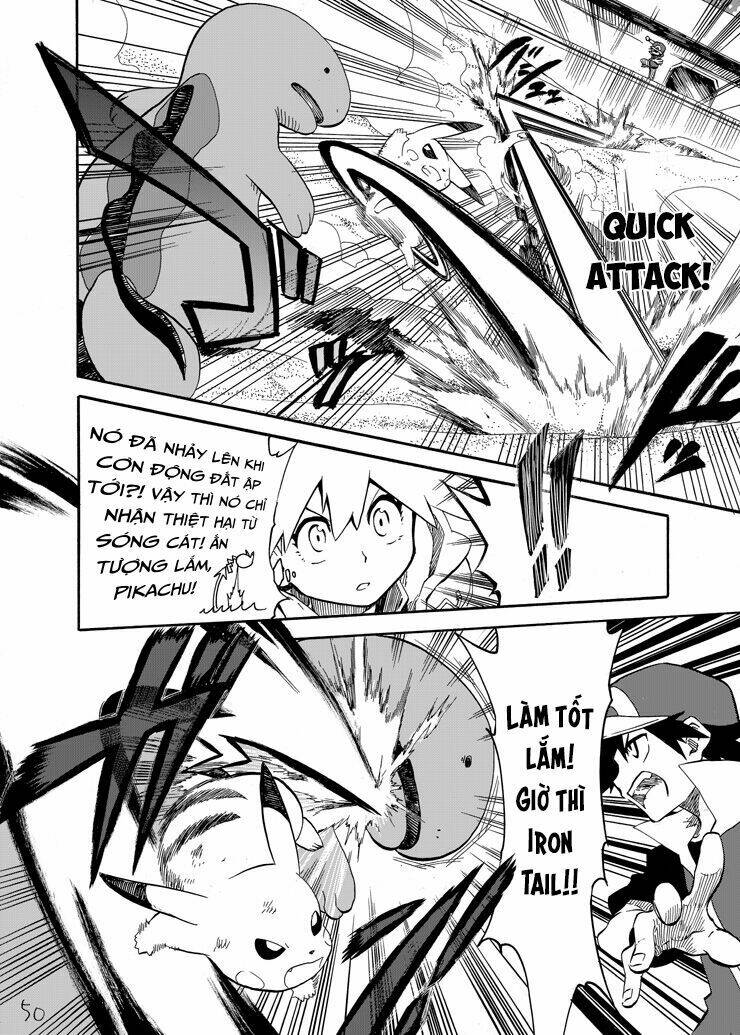 QUICK
ATTACK!
NÓ ĐÃ NHẢY LÊN KHI
CƠN ĐỘNG ĐẤT ẬP
TỚI?! VẬY THÌ NÓ CHỈ
NHẬN THIỆT HẠI TỪ
SÓNG CÁT! ẤN
TƯỢNG LẮM,
PIKACHU!
LÀM TỐT
LẮM!
GIỜ THÌ
IRON
TAIL!!
50